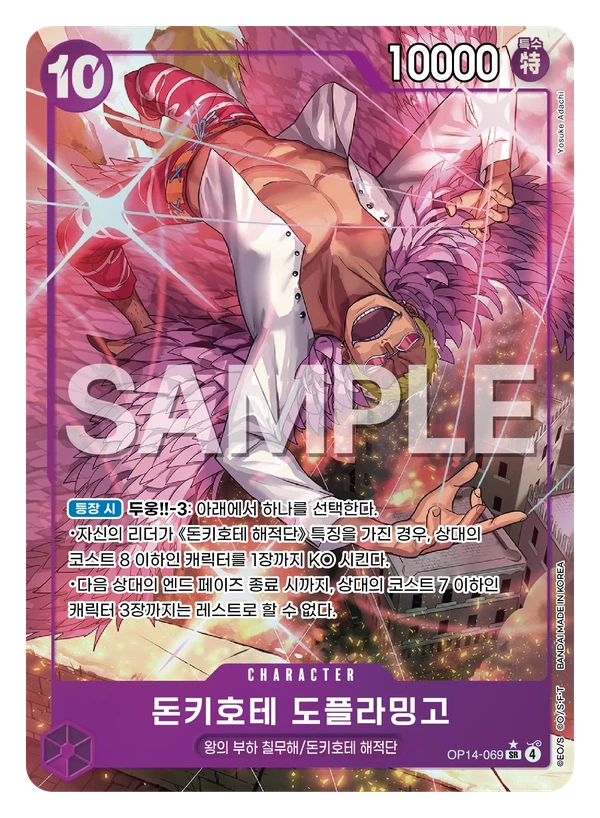 10
10000
특수
特
Yosuke Adachi
SAMPLE
등장 시 두웅!!-3: 아래에서 하나를 선택한다.
•자신의 리더가 《돈키호테 해적단》 특징을 가진 경우, 상대의
코스트 8 이하인 캐릭터를 1장까지 KO 시킨다.
•다음 상대의 엔드 페이즈 종료 시까지, 상대의 코스트 7 이하인
캐릭터 3장까지는 레스트로 할 수 없다.
CHARACTER
돈키호테 도플라밍고
왕의 부하 칠무해/돈키호테 해적단
OP14-069 ★ SR 4
©EO/S ©O/S·F·T BANDAI MADE IN KOREA